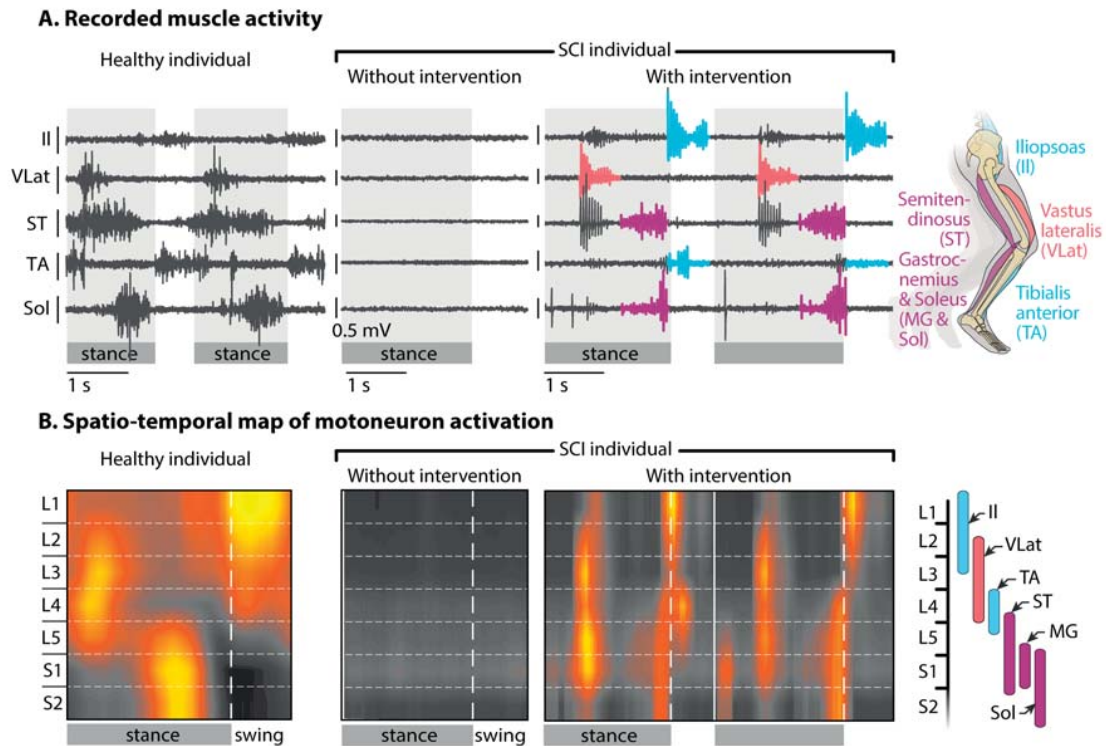 A. Recorded muscle activity
Healthy individual
SCI individual
Without intervention
With intervention
Il
VLat
ST
TA
Sol
0.5 mV
stance
stance
stance
1 s
1 s
1 s
Iliopsoas
(Il)
Semiten-
dinosus
(ST)
Vastus
lateralis
(VLat)
Gastroc-
nemius
& Soleus
(MG &
Sol)
Tibialis
anterior
(TA)
B. Spatio-temporal map of motoneuron activation
Healthy individual
SCI individual
Without intervention
With intervention
L1
L2
L3
L4
L5
S1
S2
stance
swing
stance
swing
stance
swing
L1
L2
L3
L4
L5
S1
S2
Il
VLat
TA
ST
MG
Sol